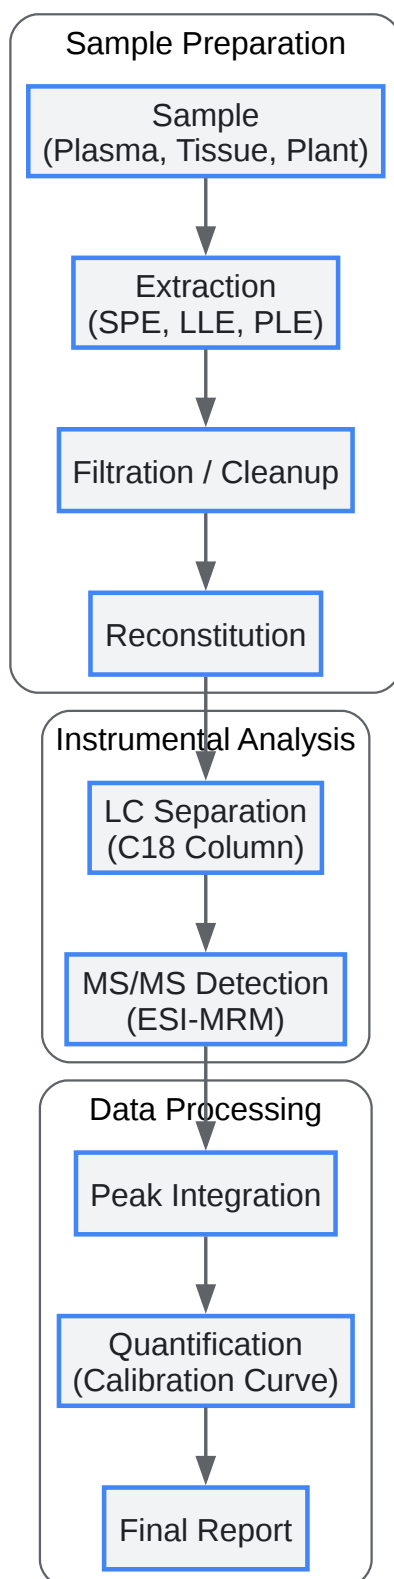 Sample Preparation
Sample
(Plasma, Tissue, Plant)
Extraction
(SPE, LLE, PLE)
Filtration / Cleanup
Reconstitution
Instrumental Analysis
LC Separation
(C18 Column)
MS/MS Detection
(ESI-MRM)
Data Processing
Peak Integration
Quantification
(Calibration Curve)
Final Report